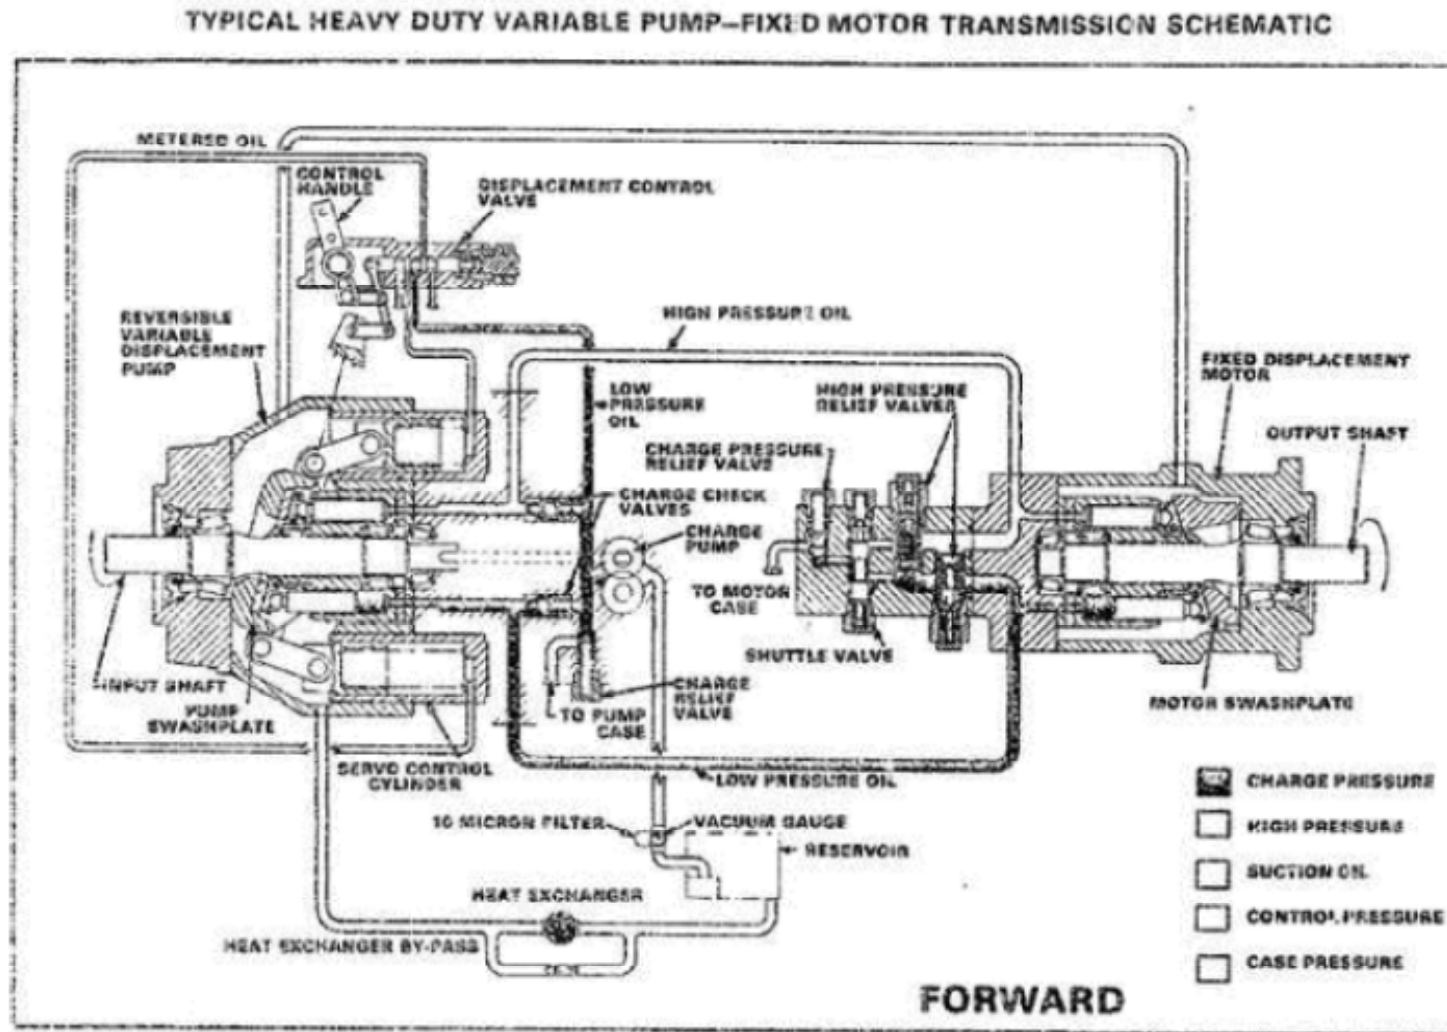 TYPICAL HEAVY DUTY VARIABLE PUMP–FIXED MOTOR TRANSMISSION SCHEMATIC
METERED OIL
CONTROL
HANDLE
DISPLACEMENT CONTROL
VALVE
REVERSIBLE
VARIABLE
DISPLACEMENT
PUMP
HIGH PRESSURE OIL
LOW
PRESSURE
OIL
HIGH PRESSURE
RELIEF VALVES
FIXED DISPLACEMENT
MOTOR
OUTPUT SHAFT
CHARGE PRESSURE
RELIEF VALVE
CHARGE CHECK
VALVES
CHARGE
PUMP
TO MOTOR
CASE
SHUTTLE VALVE
INPUT SHAFT
PUMP
SWASHPLATE
TO PUMP
CASE
CHARGE
RELIEF
VALVE
MOTOR SWASHPLATE
SERVO CONTROL
CYLINDER
LOW PRESSURE OIL
10 MICRON FILTER
VACUUM GAUGE
RESERVOIR
HEAT EXCHANGER
HEAT EXCHANGER BY-PASS
CHARGE PRESSURE
HIGH PRESSURE
SUCTION OIL
CONTROL PRESSURE
CASE PRESSURE
FORWARD